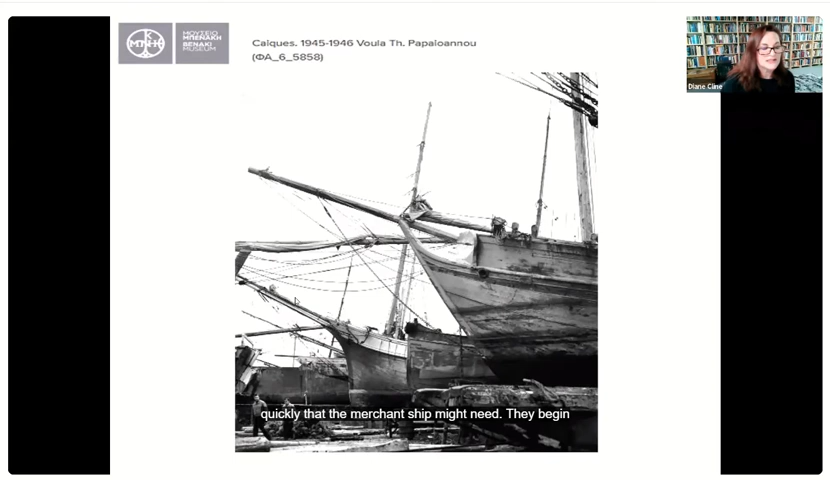 ΜΟΥΣΕΙΟ
ΜΠΕΝΑΚΗ
BENAKI
MUSEUM
Caiques. 1945-1946 Voula Th. Papaioannou
(ΦΑ_6_5858)
Diane Cline
quickly that the merchant ship might need. They begin